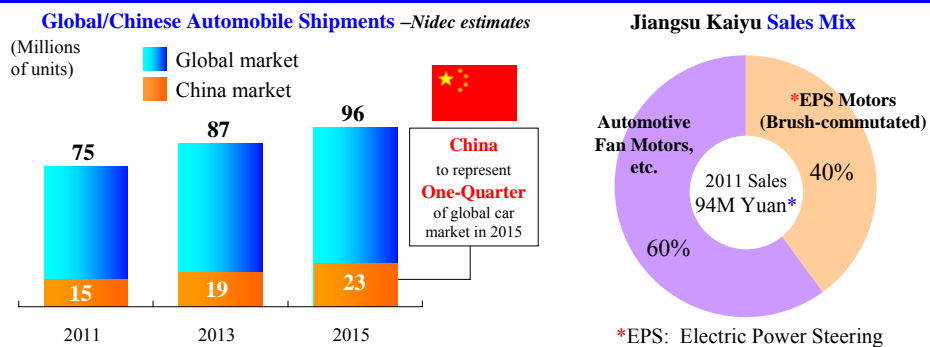 Global/Chinese Automobile Shipments –Nidec estimates
(Millions
of units)
Global market
China market
75
87
96
15
19
23
2011
2013
2015
China
to represent
One-Quarter
of global car
market in 2015
Jiangsu Kaiyu Sales Mix
*EPS Motors
(Brush-commutated)
40%
Automotive
Fan Motors,
etc.
60%
2011 Sales
94M Yuan*
*EPS: Electric Power Steering